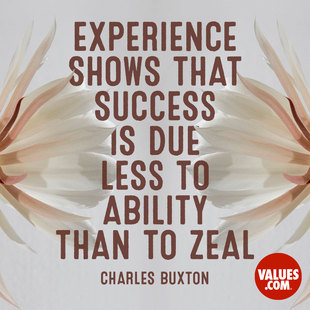 EXPERIENCE
SHOWS THAT
SUCCESS
IS DUE
LESS TO
ABILITY
THAN TO ZEAL
CHARLES BUXTON
VALUES
.COM